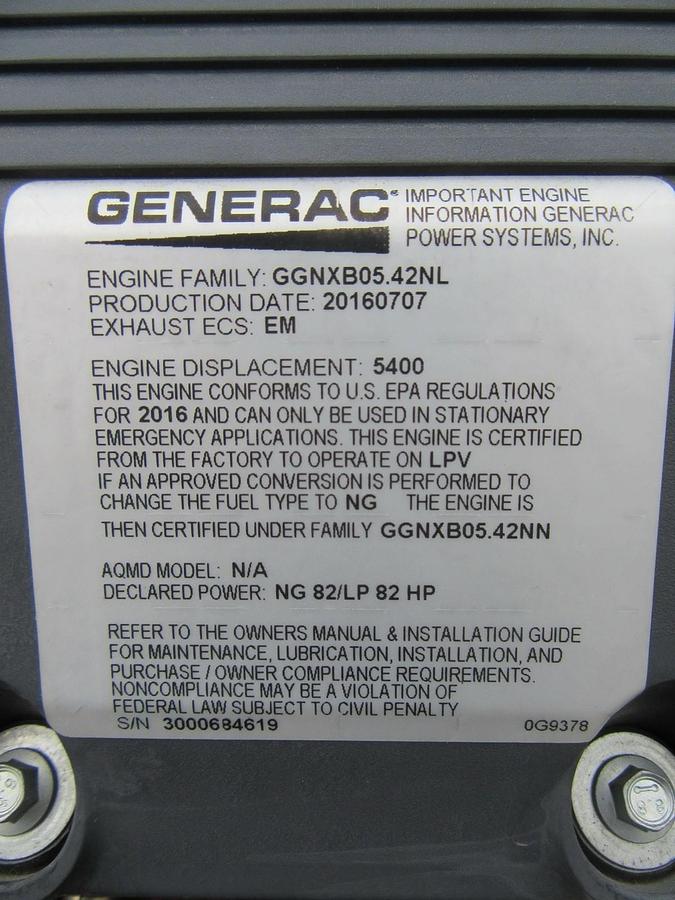 GENERAC® IMPORTANT ENGINE
INFORMATION GENERAC
POWER SYSTEMS, INC.
ENGINE FAMILY: GGNXB05.42NL
PRODUCTION DATE: 20160707
EXHAUST ECS: EM
ENGINE DISPLACEMENT: 5400
THIS ENGINE CONFORMS TO U.S. EPA REGULATIONS
FOR 2016 AND CAN ONLY BE USED IN STATIONARY
EMERGENCY APPLICATIONS. THIS ENGINE IS CERTIFIED
FROM THE FACTORY TO OPERATE ON LPV
IF AN APPROVED CONVERSION IS PERFORMED TO
CHANGE THE FUEL TYPE TO NG THE ENGINE IS
THEN CERTIFIED UNDER FAMILY GGNXB05.42NN
AQMD MODEL: N/A
DECLARED POWER: NG 82/LP 82 HP
REFER TO THE OWNERS MANUAL & INSTALLATION GUIDE
FOR MAINTENANCE, LUBRICATION, INSTALLATION, AND
PURCHASE / OWNER COMPLIANCE REQUIREMENTS.
NONCOMPLIANCE MAY BE A VIOLATION OF
FEDERAL LAW SUBJECT TO CIVIL PENALTY
S/N 3000684619 0G9378
8.8